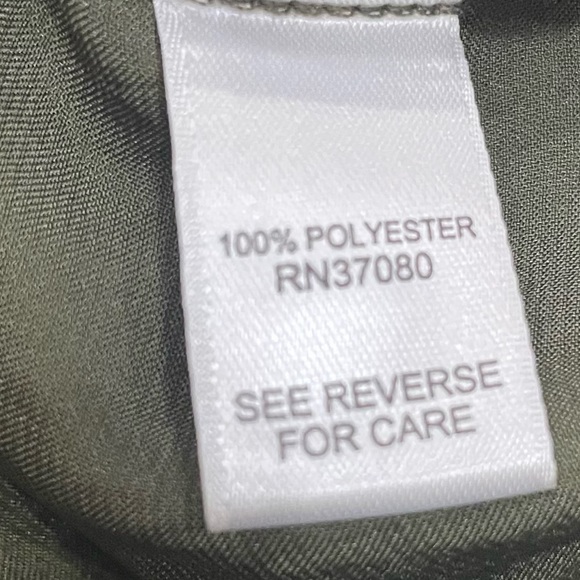 100% POLYESTER
RN37080
SEE REVERSE
FOR CARE